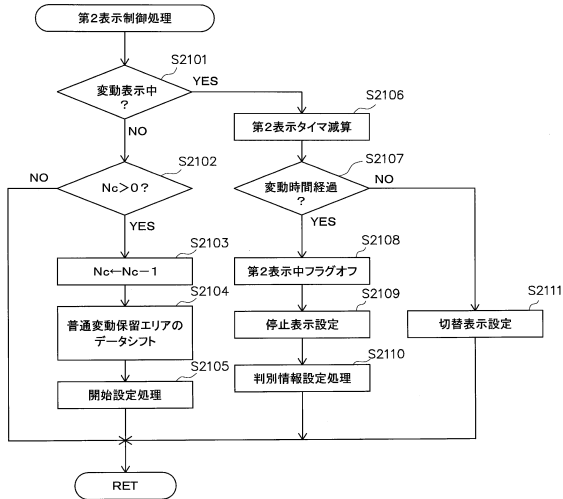 第2表示制御処理
S2101
変動表示中
?
YES
NO
S2106
第2表示タイマ減算
S2102
Nc>0?
NO
YES
S2107
変動時間経過
?
NO
YES
S2103
Nc←Nc-1
S2108
第2表示中フラグオフ
S2104
普通変動保留エリアの
データシフト
S2109
停止表示設定
S2111
切替表示設定
S2105
開始設定処理
S2110
判別情報設定処理
RET